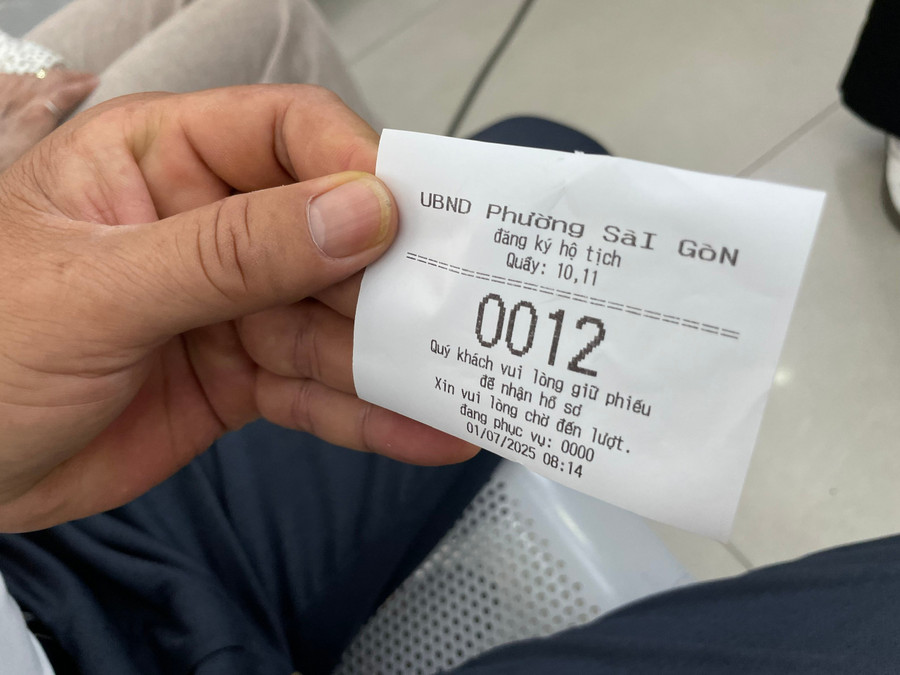 UBND Phường SàI GòN
đăng ký hộ tịch
Quầy: 10,11
==============================
0012
Quý khách vui lòng giữ phiếu
để nhận hồ sơ
Xin vui lòng chờ đến lượt.
đang phục vụ: 0000
01/07/2025 08:14